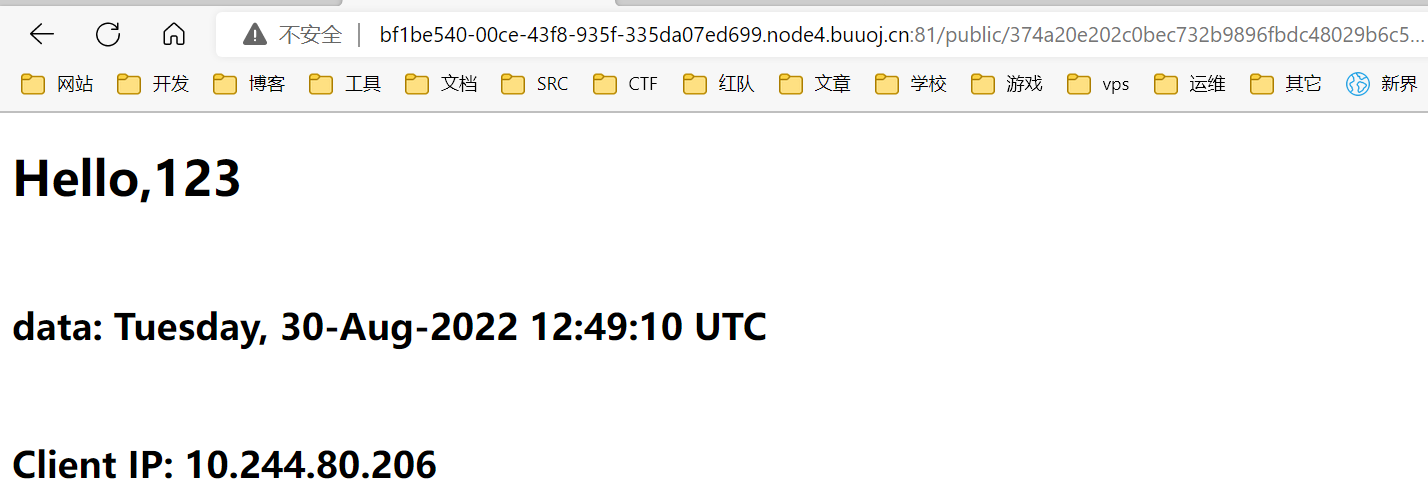 不安全 bf1be540-00ce-43f8-935f-335da07ed699.node4.buuoj.cn:81/public/374a20e202c0bec732b9896fbdc48029b6c5...
网站 开发 博客 工具 文档 SRC CTF 红队 文章 学校 游戏 vps 运维 其它 新界
Hello,123
data: Tuesday, 30-Aug-2022 12:49:10 UTC
Client IP: 10.244.80.206